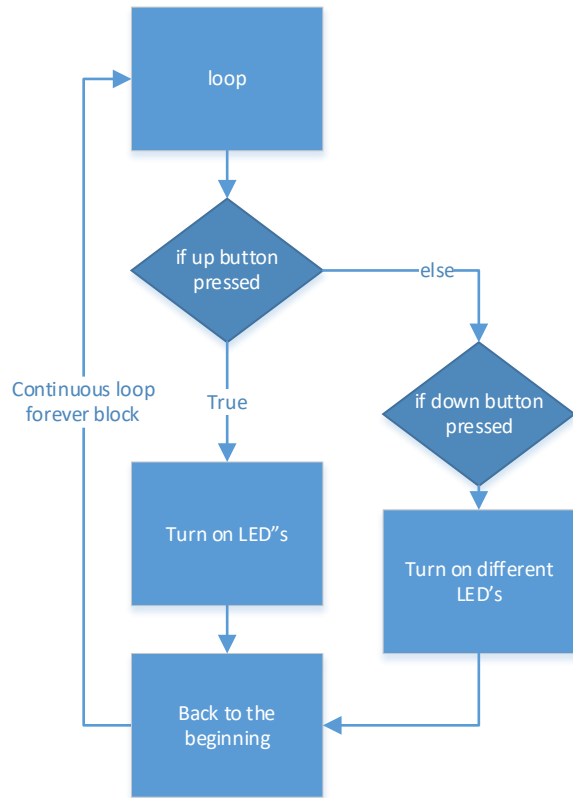 loop
if up button
pressed
else
Continuous loop
forever block
True
if down button
pressed
Turn on LED”s
Turn on different
LED’s
Back to the
beginning